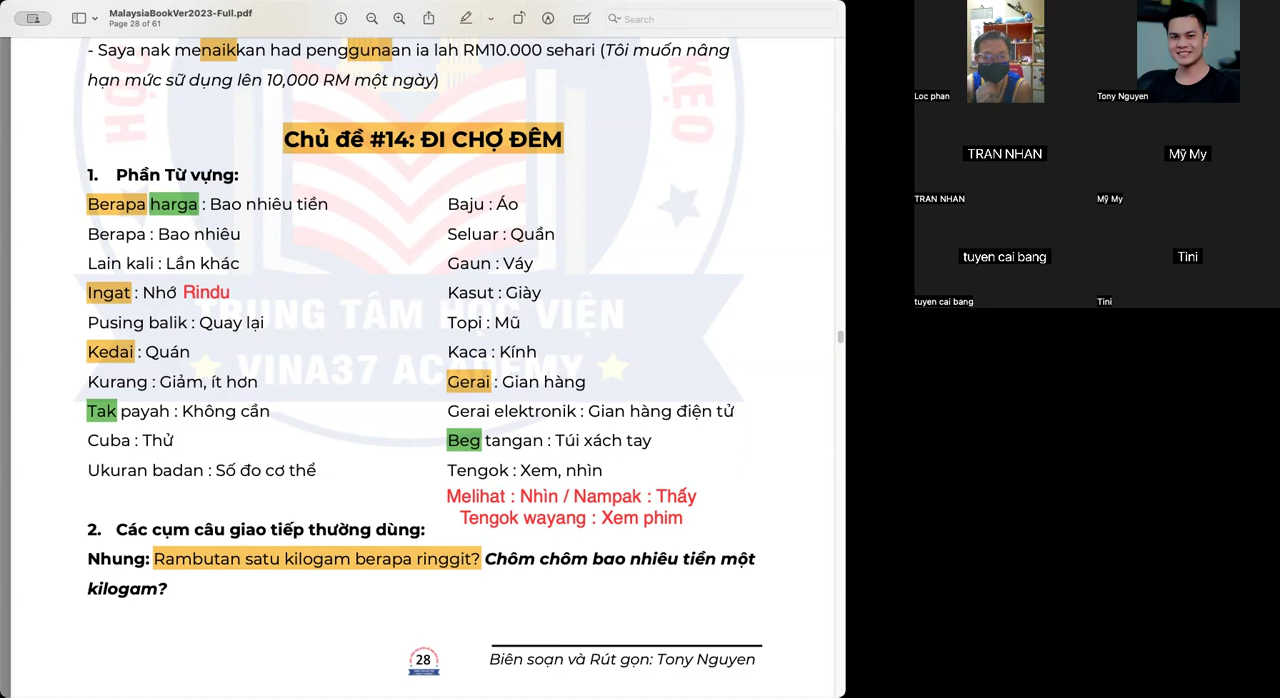 MalaysiaBookVer2023-Full.pdf
Page 28 of 61
Search
- Saya nak menaikkan had penggunaan ia lah RM10.000 sehari (Tôi muốn nâng
hạn mức sữ dụng lên 10,000 RM một ngày)
Chủ đề #14: ĐI CHỢ ĐÊM
1. Phần Từ vựng:
Berapa harga : Bao nhiêu tiền
Berapa : Bao nhiêu
Lain kali : Lần khác
Ingat : Nhớ Rindu
Pusing balik : Quay lại
Kedai : Quán
Kurang : Giảm, ít hơn
Tak payah : Không cần
Cuba : Thử
Ukuran badan : Số đo cơ thể
Baju : Áo
Seluar : Quần
Gaun : Váy
Kasut : Giày
Topi : Mũ
Kaca : Kính
Gerai : Gian hàng
Gerai elektronik : Gian hàng điện tử
Beg tangan : Túi xách tay
Tengok : Xem, nhìn
Melihat : Nhìn / Nampak : Thấy
Tengok wayang : Xem phim
2. Các cụm câu giao tiếp thường dùng:
Nhung: Rambutan satu kilogam berapa ringgit? Chôm chôm bao nhiêu tiền một
kilogam?
28
Biên soạn và Rút gọn: Tony Nguyen
TRUNG TÂM HỌC VIỆN
VINA37 ACADEMY
KẸO
Loc phan
Tony Nguyen
TRAN NHAN
Mỹ My
TRAN NHAN
Mỹ My
tuyen cai bang
Tini
tuyen cai bang
Tini